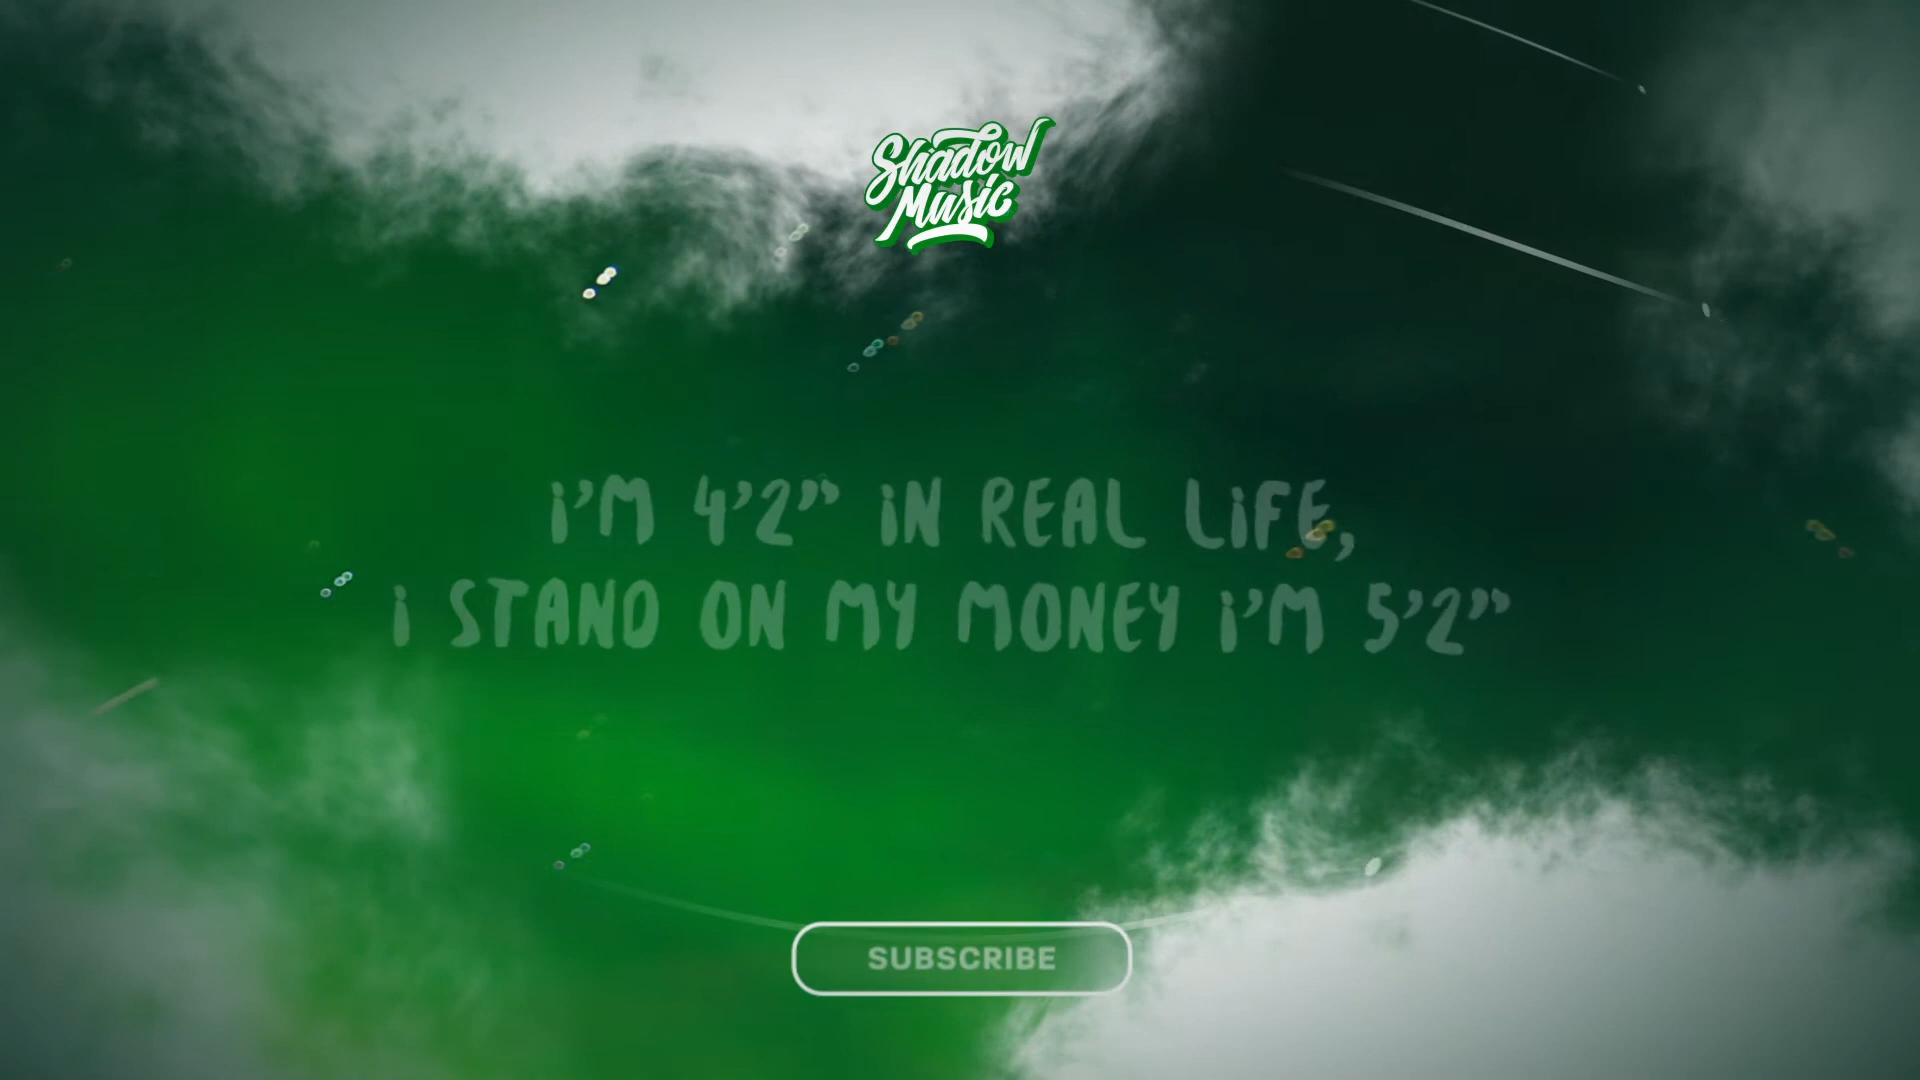 Shadow
Music
i'M 4'2” iN REAL LiFE,
i STAND ON MY MONEY i'M 5'2”
SUBSCRIBE